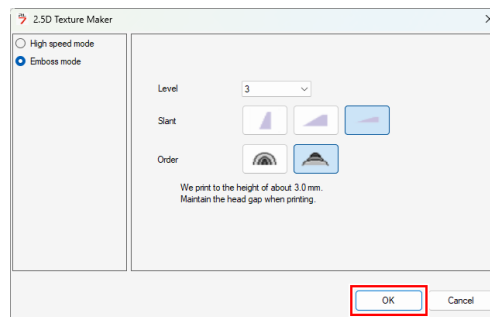 2.5D Texture Maker
High speed mode
Emboss mode
Level
3
Slant
Order
We print to the height of about 3.0 mm.
Maintain the head gap when printing.
OK
Cancel